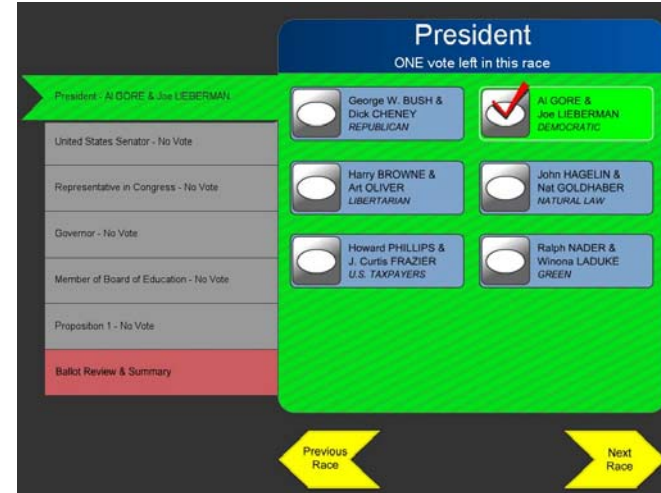 President
ONE vote left in this race
President - Al GORE & Joe LIEBERMAN
United States Senator - No Vote
Representative in Congress - No Vote
Governor - No Vote
Member of Board of Education - No Vote
Proposition 1 - No Vote
Ballot Review & Summary
George W. BUSH &
Dick CHENEY
REPUBLICAN
Al GORE &
Joe LIEBERMAN
DEMOCRATIC
Harry BROWNE &
Art OLIVER
LIBERTARIAN
John HAGELIN &
Nat GOLDHABER
NATURAL LAW
Howard PHILLIPS &
J. Curtis FRAZIER
U.S. TAXPAYERS
Ralph NADER &
Winona LADUKE
GREEN
Previous
Race
Next
Race